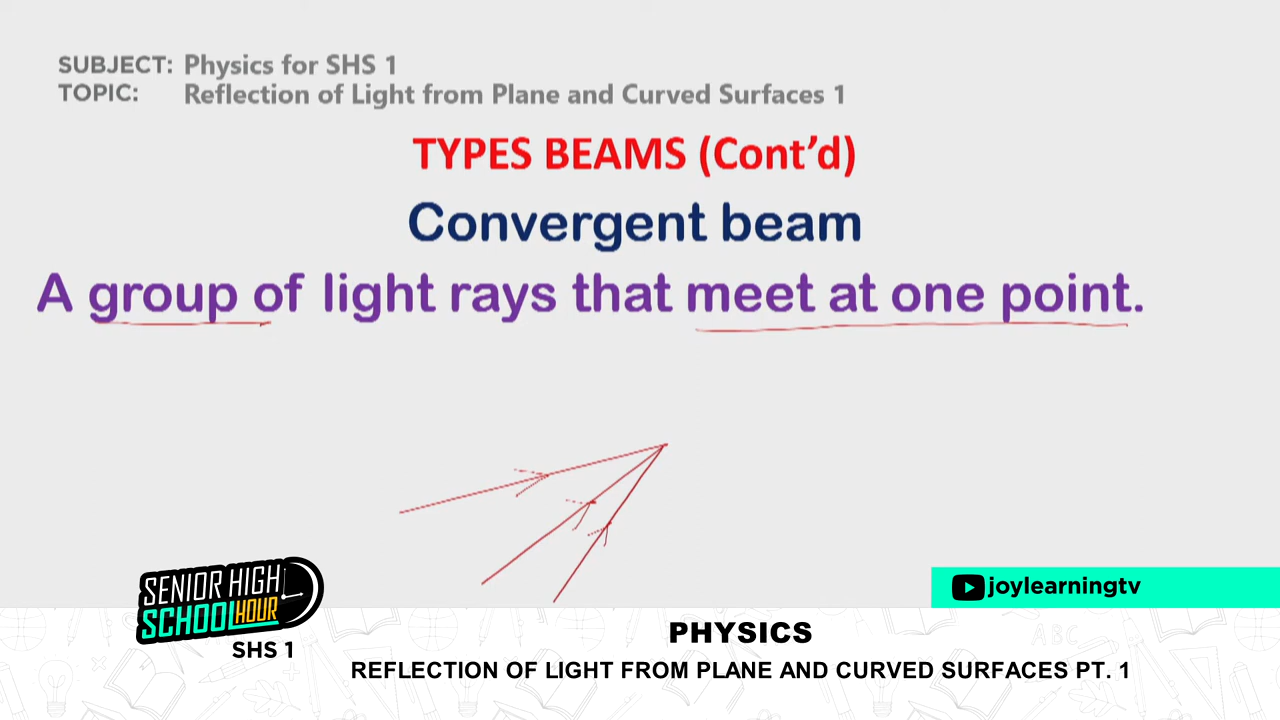 SUBJECT: Physics for SHS 1
TOPIC: Reflection of Light from Plane and Curved Surfaces 1
TYPES BEAMS (Cont’d)
Convergent beam
A group of light rays that meet at one point.
SENIOR HIGH
SCHOOL HOUR
SHS 1
joylearningtv
PHYSICS
ABC
REFLECTION OF LIGHT FROM PLANE AND CURVED SURFACES PT. 1